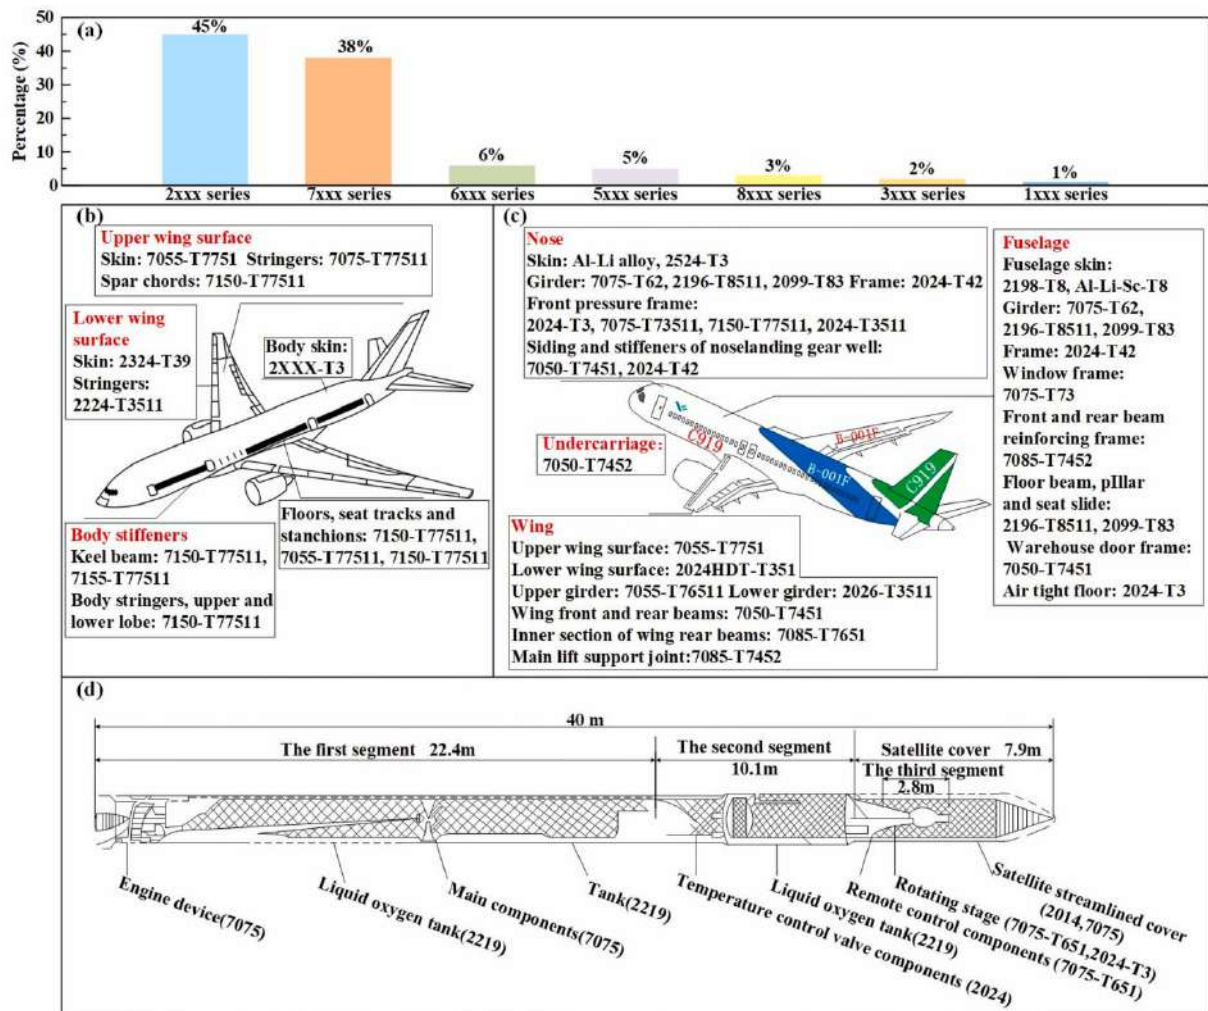 (a)
Percentage (%)
50
40
30
20
10
0
45%
38%
6%
5%
3%
2%
1%
2xxx series
7xxx series
6xxx series
5xxx series
8xxx series
3xxx series
1xxx series
(b)
Upper wing surface
Skin: 7055-T7751 Stringers: 7075-T77511
Spar chords: 7150-T77511
Lower wing
surface
Skin: 2324-T39
Stringers:
2224-T3511
Body skin:
2XXX-T3
Body stiffeners
Keel beam: 7150-T77511,
7155-T77511
Body stringers, upper and
lower lobe: 7150-T77511
Floors, seat tracks and
stanchions: 7150-T77511,
7055-T77511, 7150-T77511
(c)
Nose
Skin: Al-Li alloy, 2524-T3
Girder: 7075-T62, 2196-T8511, 2099-T83 Frame: 2024-T42
Front pressure frame:
2024-T3, 7075-T73511, 7150-T77511, 2024-T3511
Siding and stiffeners of noselanding gear well:
7050-T7451, 2024-T42
Undercarriage:
7050-T7452
C919
B-001F
B-001F
C919
Wing
Upper wing surface: 7055-T7751
Lower wing surface: 2024HDT-T351
Upper girder: 7055-T76511 Lower girder: 2026-T3511
Wing front and rear beams: 7050-T7451
Inner section of wing rear beams: 7085-T7651
Main lift support joint:7085-T7452
Fuselage
Fuselage skin:
2198-T8, Al-Li-Sc-T8
Girder: 7075-T62,
2196-T8511, 2099-T83
Frame: 2024-T42
Window frame:
7075-T73
Front and rear beam
reinforcing frame:
7085-T7452
Floor beam, pIllar
and seat slide:
2196-T8511, 2099-T83
Warehouse door frame:
7050-T7451
Air tight floor: 2024-T3
(d)
40 m
The first segment 22.4m
The second segment
10.1m
Satellite cover 7.9m
The third segment
2.8m
Engine device(7075)
Liquid oxygen tank(2219)
Main components(7075)
Tank(2219)
Temperature control valve components (2024)
Liquid oxygen tank(2219)
Remote control components (7075-T651)
Rotating stage (7075-T651,2024-T3)
Satellite streamlined cover
(2014,7075)